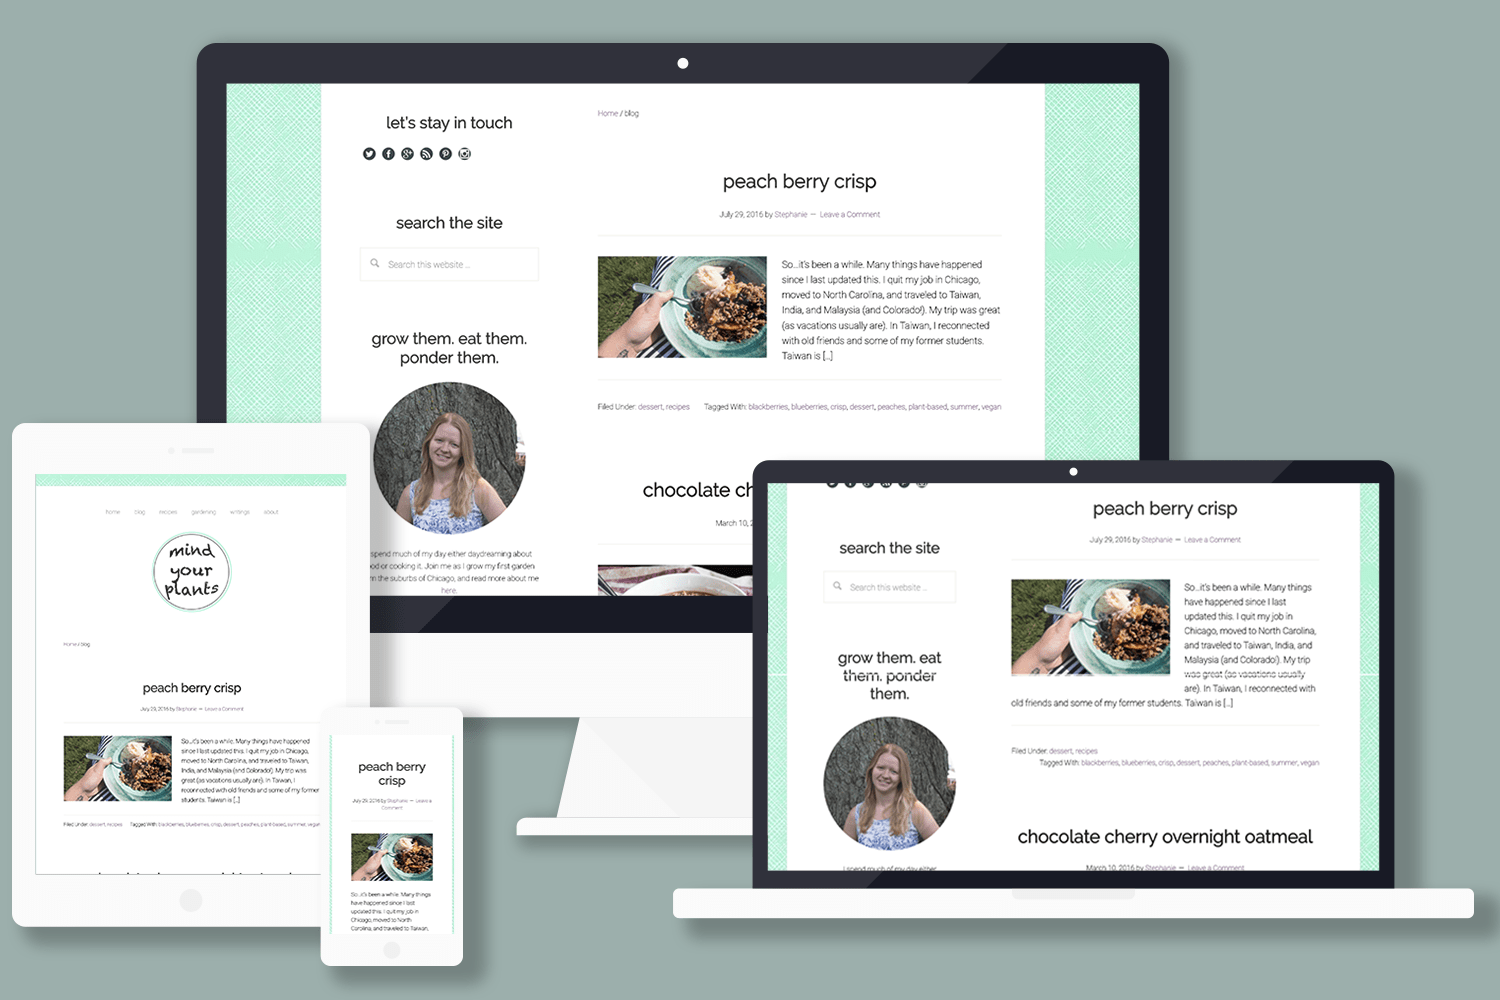 let's stay in touch
search the site
Search this website ...
grow them. eat them.
ponder them.
spend much of my day either daydreaming about
or cooking it. Join me as I grow my first garden
the suburbs of Chicago, and read more about me
here.
Home / blog
peach berry crisp
July 29, 2016 by Stephanie — Leave a Comment
So...it's been a while. Many things have happened
since I last updated this. I quit my job in Chicago,
moved to North Carolina, and traveled to Taiwan,
India, and Malaysia (and Colorado!). My trip was great
(as vacations usually are). In Taiwan, I reconnected
with old friends and some of my former students.
Taiwan is [...]
Filed Under: dessert, recipes Tagged With: blackberries, blueberries, crisp, dessert, peaches, plant-based, summer, vegan
chocolate ch
March 10, 2
home blog recipes gardening writings about
mind
your
plants
Home / blog
peach berry crisp
July 29, 2016 by Stephanie — Leave a Comment
So...it's been a while. Many things have happened
since I last updated this. I quit my job in Chicago,
moved to North Carolina, and traveled to Taiwan,
India, and Malaysia (and Colorado!). My trip was
great (as vacations usually are). In Taiwan, I
reconnected with old friends and some of my former
students. Taiwan is [...]
Filed Under: dessert, recipes Tagged With: blackberries, blueberries, crisp, dessert, peaches, plant-based, summer, vegan
peach berry
crisp
July 29, 2016 by Stephanie — Leave a
Comment
So...it's been a while. Many things
have happened since I last
updated this. I quit my job in
Chicago, moved to North
Carolina, and traveled to Taiwan,
search the site
Search this website ...
grow them. eat
them. ponder
them.
I spend much of my day either
peach berry crisp
July 29, 2016 by Stephanie — Leave a Comment
So...it's been a while. Many things
have happened since I last
updated this. I quit my job in
Chicago, moved to North Carolina,
and traveled to Taiwan, India, and
Malaysia (and Colorado!). My trip
was great (as vacations usually
are). In Taiwan, I reconnected with
old friends and some of my former students. Taiwan is [...]
Filed Under: dessert, recipes
Tagged With: blackberries, blueberries, crisp, dessert, peaches, plant-based, summer, vegan
chocolate cherry overnight oatmeal
March 10, 2016 by Stephanie — Leave a Comment